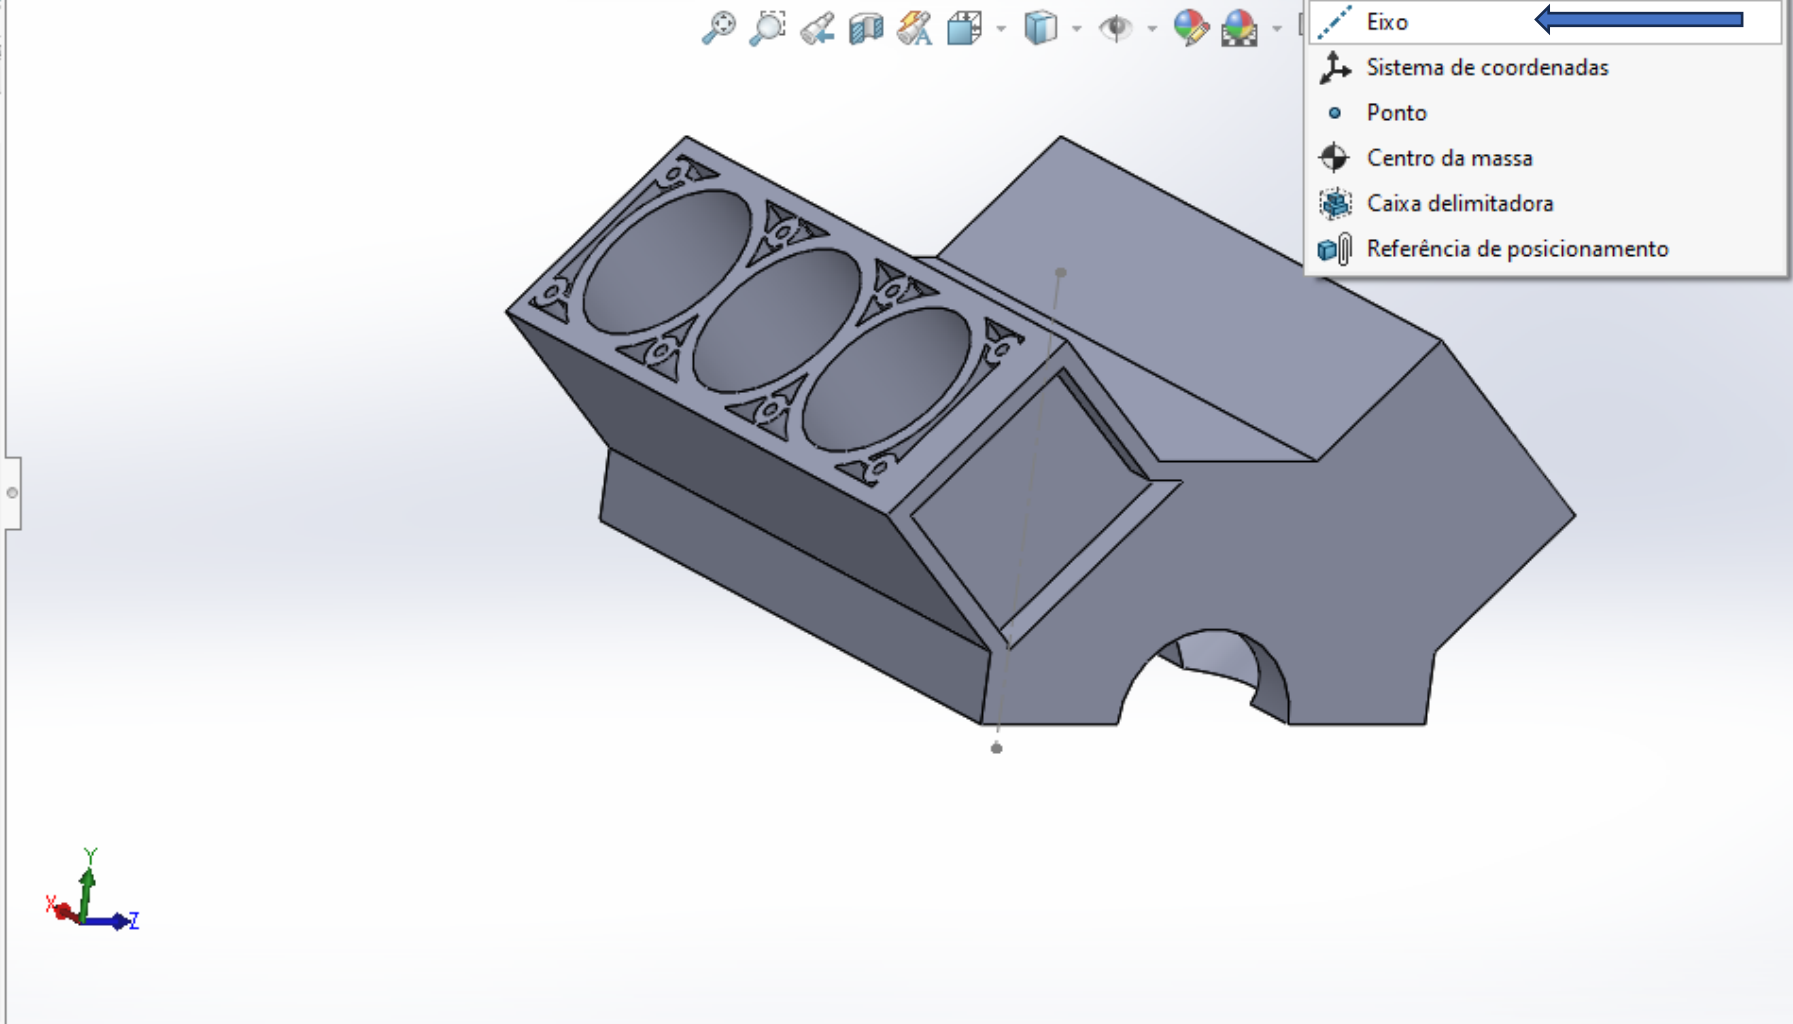 Eixo
Sistema de coordenadas
Ponto
Centro da massa
Caixa delimitadora
Referência de posicionamento
Y
X
Z